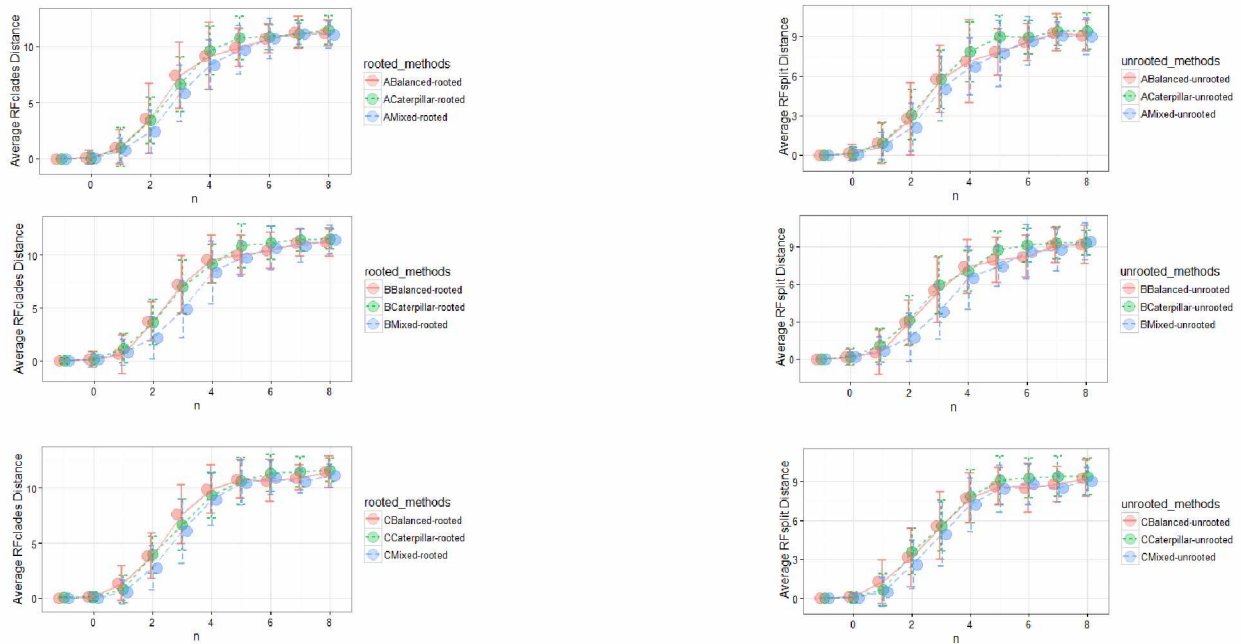 Average RFclades Distance
10
5
0
0
2
4
6
8
n
rooted_methods
ABalanced-rooted
ACaterpillar-rooted
AMixed-rooted
Average RFsplit Distance
9
6
3
0
0
2
4
6
8
n
unrooted_methods
ABalanced-unrooted
ACaterpillar-unrooted
AMixed-unrooted
Average RFclades Distance
10
5
0
0
2
4
6
8
n
rooted_methods
BBalanced-rooted
BCaterpillar-rooted
BMixed-rooted
Average RFsplit Distance
9
6
3
0
0
2
4
6
8
n
unrooted_methods
BBalanced-unrooted
BCaterpillar-unrooted
BMixed-unrooted
Average RFclades Distance
10
5
0
0
2
4
6
8
n
rooted_methods
CBalanced-rooted
CCaterpillar-rooted
CMixed-rooted
Average RFsplit Distance
9
6
3
0
0
2
4
6
8
n
unrooted_methods
CBalanced-unrooted
CCaterpillar-unrooted
CMixed-unrooted